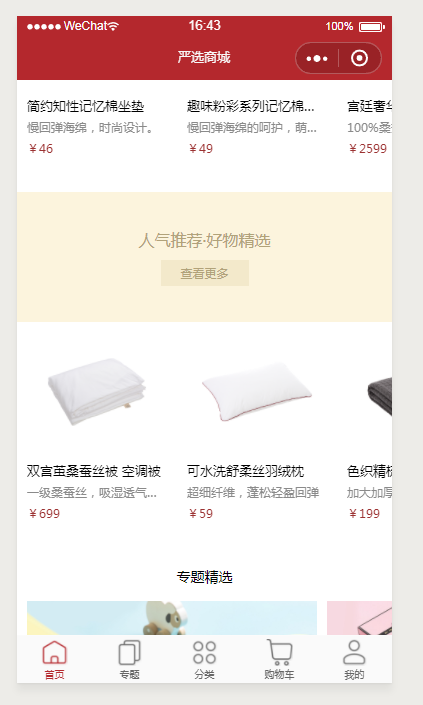 WeChat 16:43 100%
严选商城
简约知性记忆棉坐垫 趣味粉彩系列记忆棉... 宫廷奢华
慢回弹海绵，时尚设计。 慢回弹海绵的呵护，萌... 100%桑
￥46 ￥49 ￥2599
人气推荐·好物精选
查看更多
双宫茧桑蚕丝被 空调被 可水洗舒柔丝羽绒枕 色织精梳
一级桑蚕丝，吸湿透气... 超细纤维，蓬松轻盈回弹 加大加厚
￥699 ￥59 ￥199
专题精选
首页 专题 分类 购物车 我的